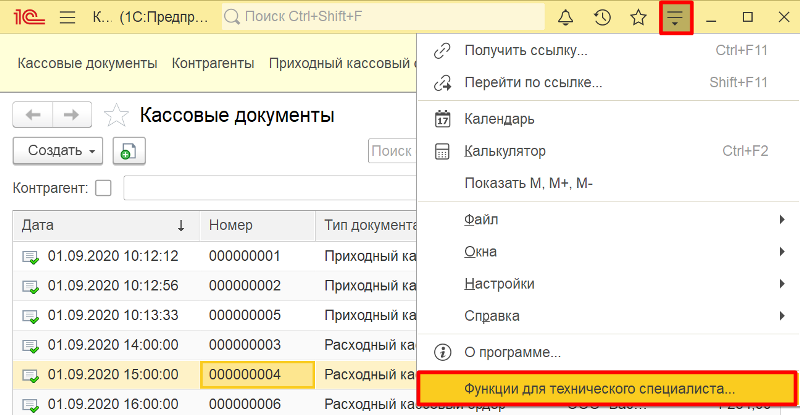 1С К... (1С:Предпр... Поиск Ctrl+Shift+F
Кассовые документы Контрагенты Приходный кассовый о
Кассовые документы
Создать Поиск
Контрагент:
Дата Номер Тип документа
01.09.2020 10:12:12 000000001 Приходный ка
01.09.2020 10:12:56 000000002 Приходный ка
01.09.2020 10:13:33 000000005 Приходный ка
01.09.2020 14:00:00 000000003 Расходный ка
01.09.2020 15:00:00 000000004 Расходный ка
01.09.2020 16:00:00 000000006
Получить ссылку... Ctrl+F11
Перейти по ссылке... Shift+F11
17 Календарь
Калькулятор Ctrl+F2
Показать M, M+, M-
Файл
Окна
Настройки
Справка
О программе...
Функции для технического специалиста...